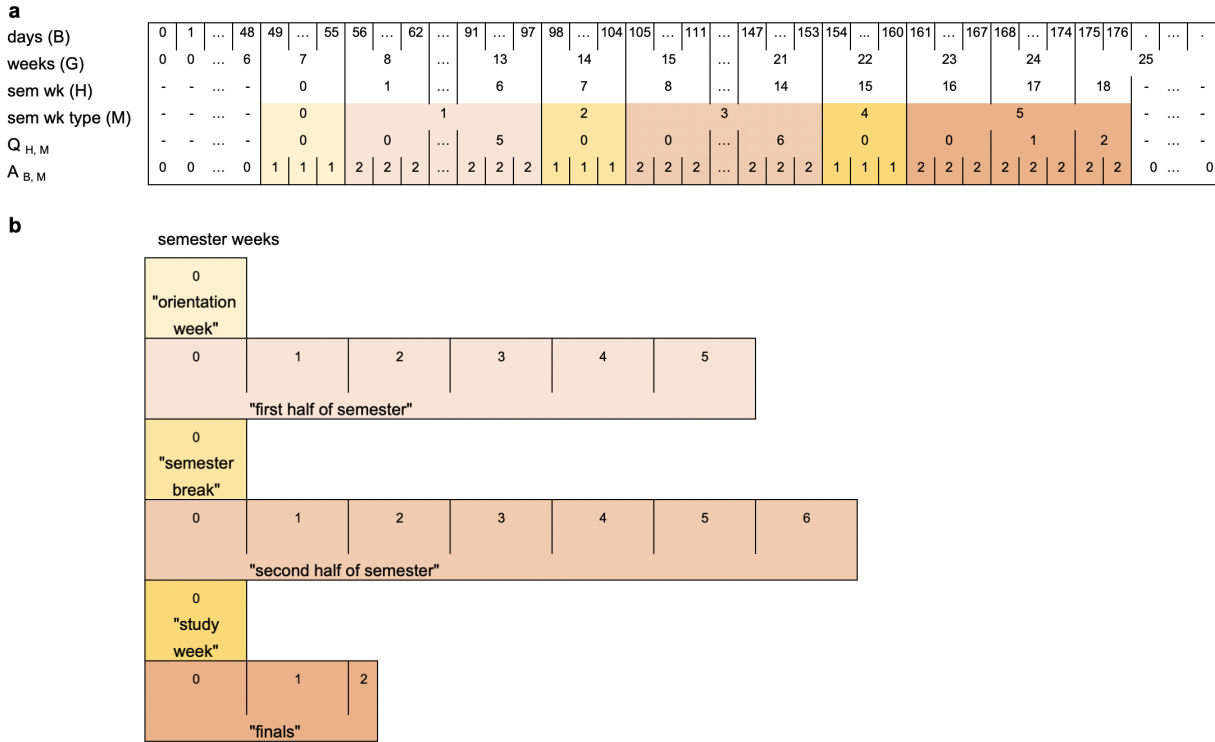 a
days (B) 0 1 ... 48 49 ... 55 56 ... 62 ... 91 ... 97 98 ... 104 105 ... 111 ... 147 ... 153 154 ... 160 161 ... 167 168 ... 174 175 176 . ... .
weeks (G) 0 0 ... 6 7 8 ... 13 14 15 ... 21 22 23 24 25
sem wk (H) - - ... - 0 1 ... 6 7 8 ... 14 15 16 17 18 - ... -
sem wk type (M) - - ... - 0 1 2 3 4 5 - ... -
Q H, M - - ... - 0 0 ... 5 0 0 ... 6 0 0 1 2 - ... -
A B, M 0 0 ... 0 1 1 1 2 2 2 ... 2 2 2 1 1 1 2 2 2 ... 2 2 2 1 1 1 2 2 2 2 2 2 2 2 0 ... 0
b
semester weeks
0
"orientation
week"
0 1 2 3 4 5
"first half of semester"
0
"semester
break"
0 1 2 3 4 5 6
"second half of semester"
0
"study
week"
0 1 2
"finals"